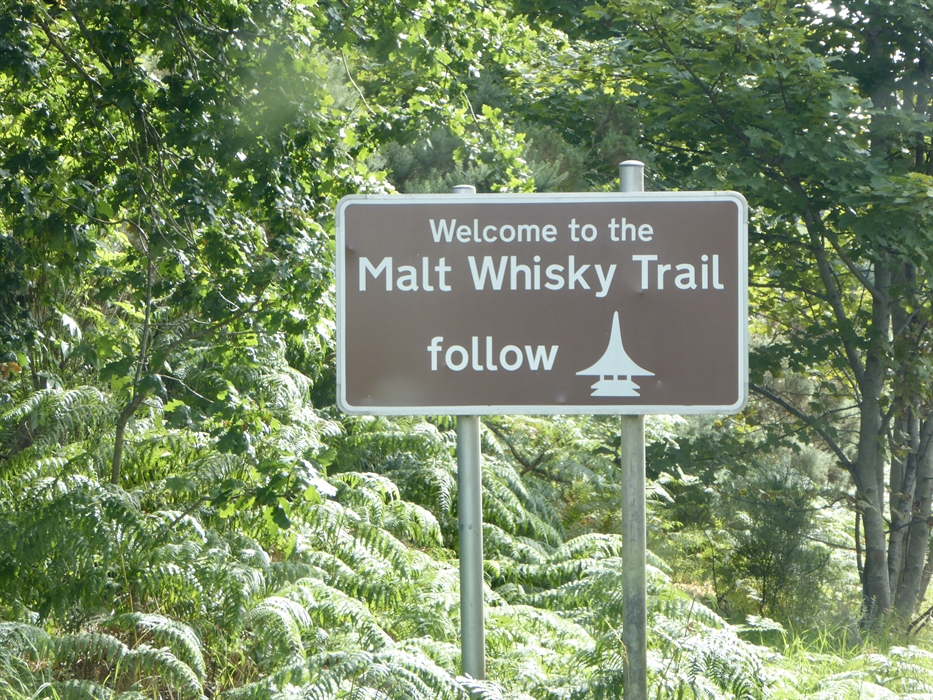 Welcome to the
Malt Whisky Trail
follow